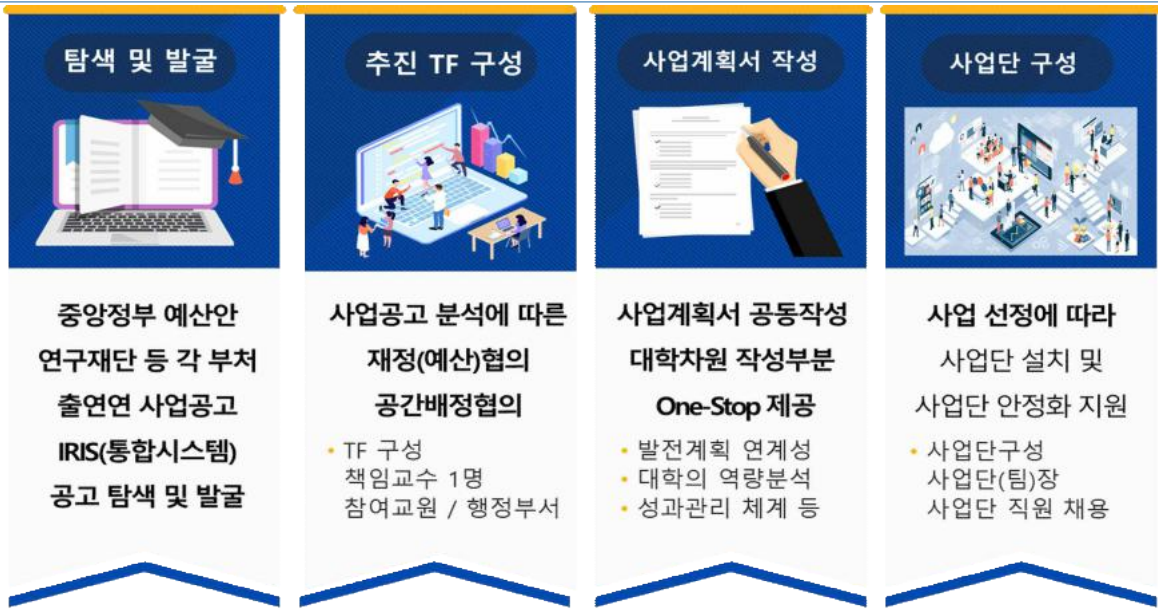 탐색 및 발굴
중앙정부 예산안
연구재단 등 각 부처
출연연 사업공고
IRIS(통합시스템)
공고 탐색 및 발굴
추진 TF 구성
사업공고 분석에 따른
재정(예산)협의
공간배정협의
• TF 구성
책임교수 1명
참여교원 / 행정부서
사업계획서 작성
사업계획서 공동작성
대학차원 작성부분
One-Stop 제공
• 발전계획 연계성
• 대학의 역량분석
• 성과관리 체계 등
사업단 구성
사업 선정에 따라
사업단 설치 및
사업단 안정화 지원
• 사업단구성
사업단(팀)장
사업단 직원 채용